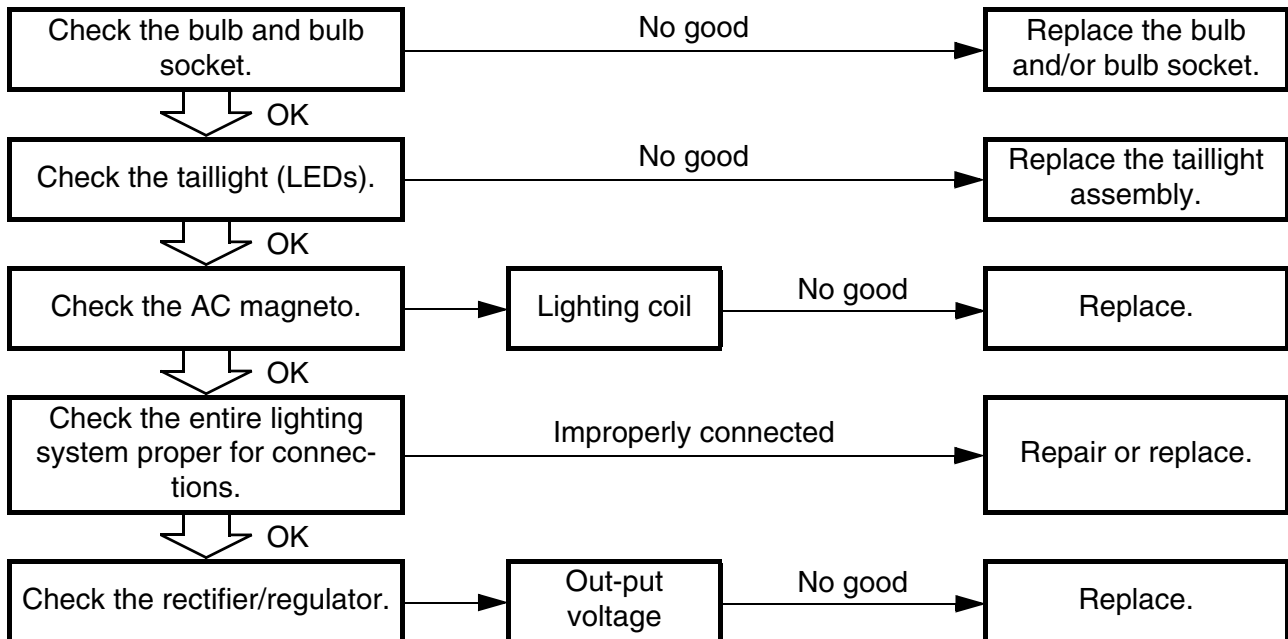 Check the bulb and bulb
socket.
No good
Replace the bulb
and/or bulb socket.
OK
Check the taillight (LEDs).
No good
Replace the taillight
assembly.
OK
Check the AC magneto.
Lighting coil
No good
Replace.
OK
Check the entire lighting
system proper for connec-
tions.
Improperly connected
Repair or replace.
OK
Check the rectifier/regulator.
Out-put
voltage
No good
Replace.